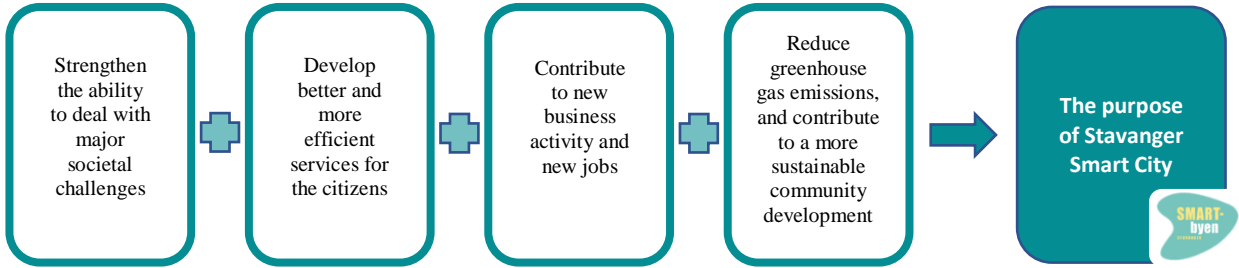 Strengthen
the ability
to deal with
major
societal
challenges
Develop
better and
more
efficient
services for
the citizens
Contribute
to new
business
activity and
new jobs
Reduce
greenhouse
gas emissions,
and contribute
to a more
sustainable
community
development
The purpose
of Stavanger
Smart City
SMART-
byen
STAVANGER